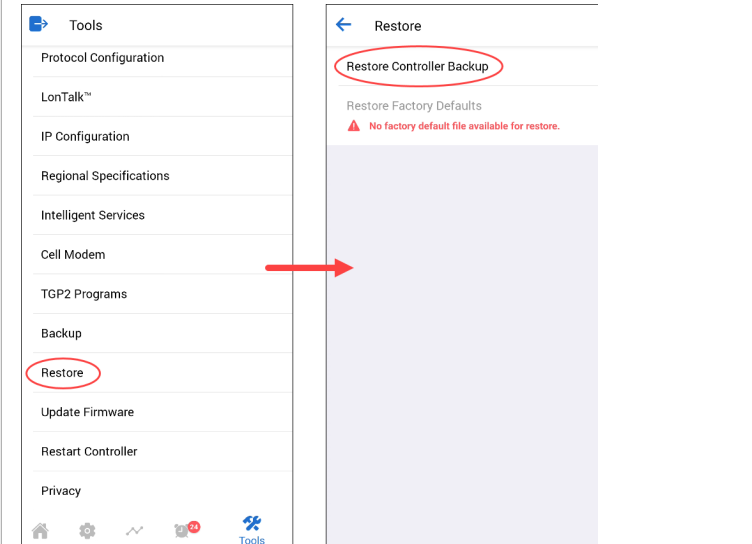 Tools
Protocol Configuration
LonTalk™
IP Configuration
Regional Specifications
Intelligent Services
Cell Modem
TGP2 Programs
Backup
Restore
Update Firmware
Restart Controller
Privacy
24
Tools
Restore
Restore Controller Backup
Restore Factory Defaults
No factory default file available for restore.